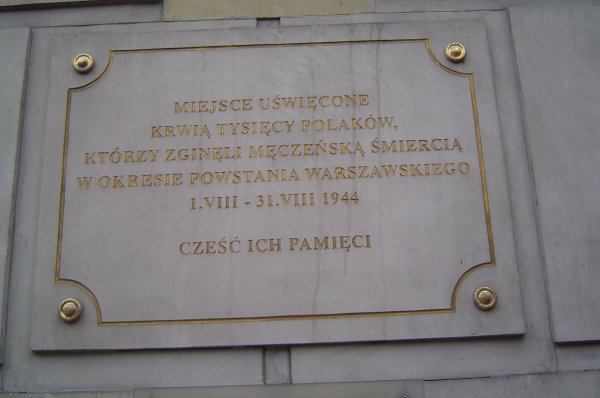 MIEJSCE UŚWIĘCONE
KRWIĄ TYSIĘCY POLAKÓW,
KTÓRZY ZGINĘLI MĘCZEŃSKĄ ŚMIERCIĄ
W OKRESIE POWSTANIA WARSZAWSKIEGO
1.VIII - 31.VIII 1944
CZEŚĆ ICH PAMIĘCI